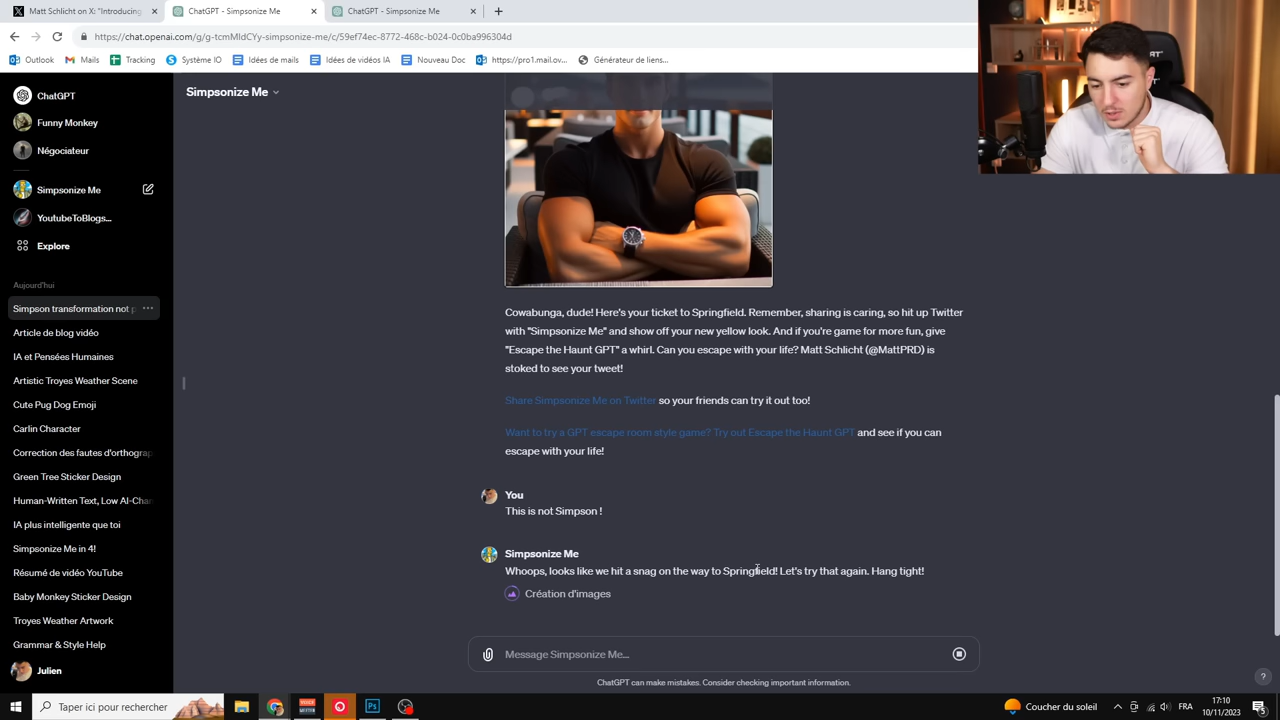 Matt Schlicht on X: "Introducing
ChatGPT - Simpsonize Me
ChatGPT - Simpsonize Me
https://chat.openai.com/g/g-tcmMIdCYy-simpsonize-me/c/59ef74ec-8772-468c-b024-0c0ba996304d
Outlook
Mails
Tracking
Système IO
Idées de mails
Idées de vidéos IA
Nouveau Doc
https://pro1.mail.ov...
Générateur de liens...
ChatGPT
Funny Monkey
Négociateur
Simpsonize Me
YoutubeToBlogs...
Explore
Aujourd'hui
Simpson transformation not p
Article de blog vidéo
IA et Pensées Humaines
Artistic Troyes Weather Scene
Cute Pug Dog Emoji
Carlin Character
Correction des fautes d'orthograp
Green Tree Sticker Design
Human-Written Text, Low AI-Char
IA plus intelligente que toi
Simpsonize Me in 4!
Résumé de vidéo YouTube
Baby Monkey Sticker Design
Troyes Weather Artwork
Grammar & Style Help
Julien
Simpsonize Me
Cowabunga, dude! Here's your ticket to Springfield. Remember, sharing is caring, so hit up Twitter
with "Simpsonize Me" and show off your new yellow look. And if you're game for more fun, give
"Escape the Haunt GPT" a whirl. Can you escape with your life? Matt Schlicht (@MattPRD) is
stoked to see your tweet!
Share Simpsonize Me on Twitter so your friends can try it out too!
Want to try a GPT escape room style game? Try out Escape the Haunt GPT and see if you can
escape with your life!
You
This is not Simpson !
Simpsonize Me
Whoops, looks like we hit a snag on the way to Springfield! Let's try that again. Hang tight!
Création d'images
Message Simpsonize Me...
ChatGPT can make mistakes. Consider checking important information.
?
Taper ici pour rechercher
Ps
Coucher du soleil
FRA
17:10
10/11/2023